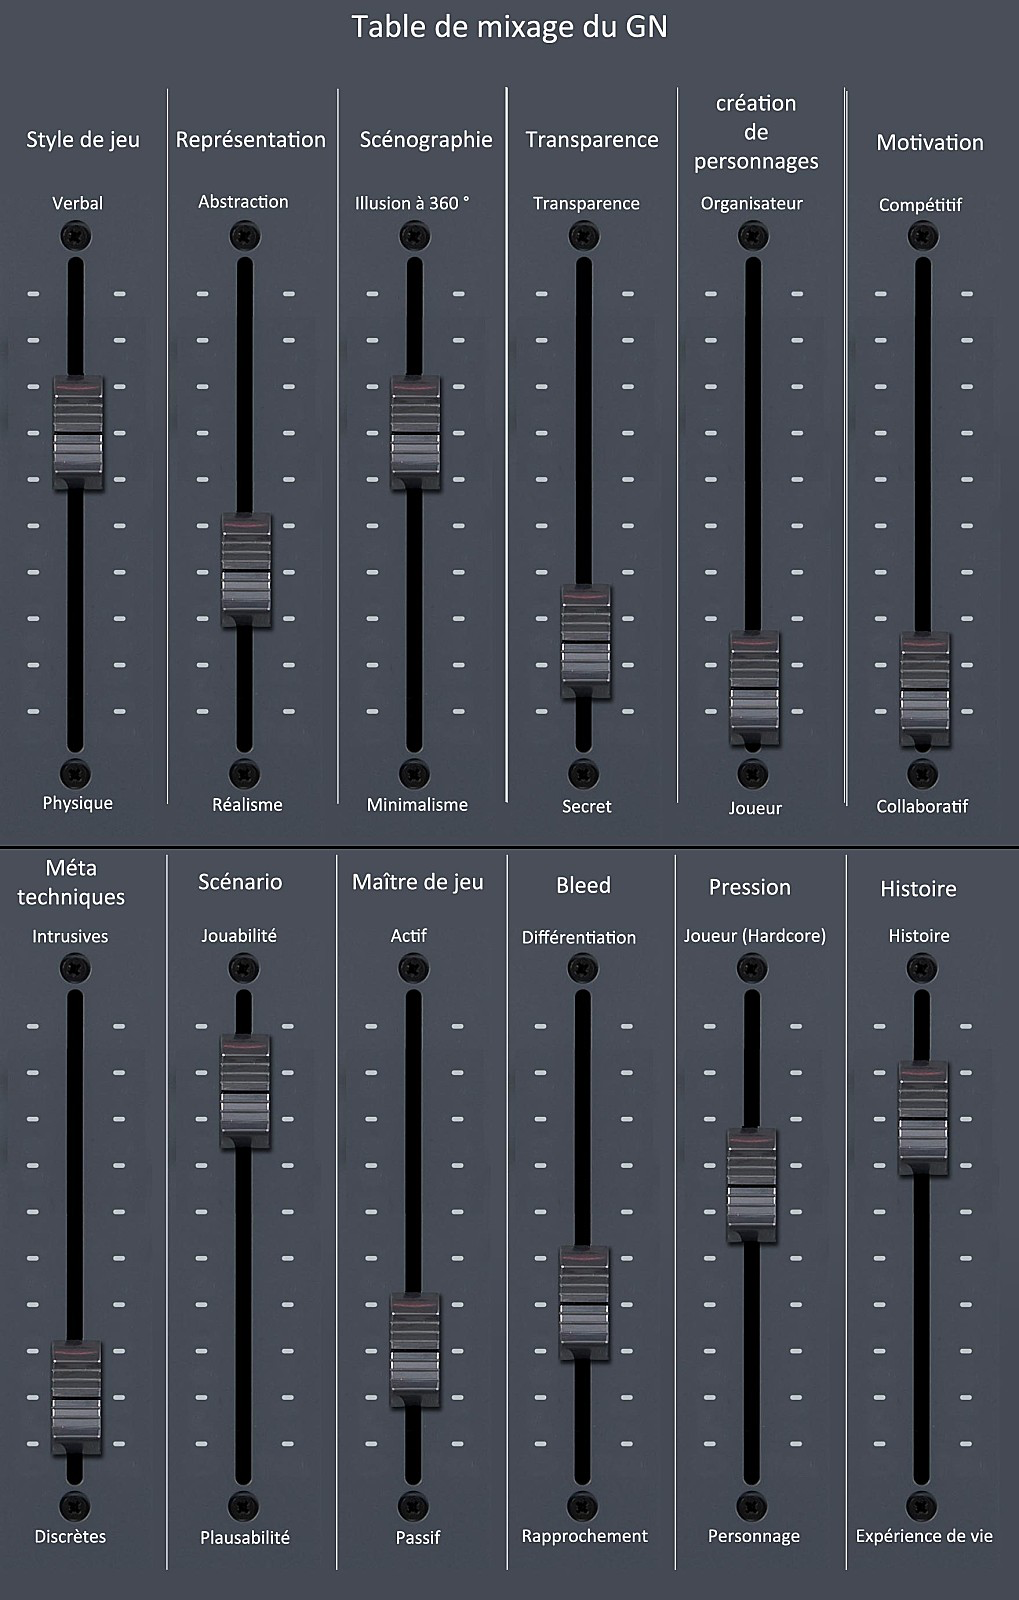 Table de mixage du GN
Style de jeu
Représentation
Scénographie
Transparence
création
de
personnages
Motivation
Verbal
Abstraction
Illusion à 360 °
Transparence
Organisateur
Compétitif
Physique
Réalisme
Minimalisme
Secret
Joueur
Collaboratif
Méta
techniques
Scénario
Maître de jeu
Bleed
Pression
Histoire
Intrusives
Jouabilité
Actif
Différentiation
Joueur (Hardcore)
Histoire
Discrètes
Plausabilité
Passif
Rapprochement
Personnage
Expérience de vie